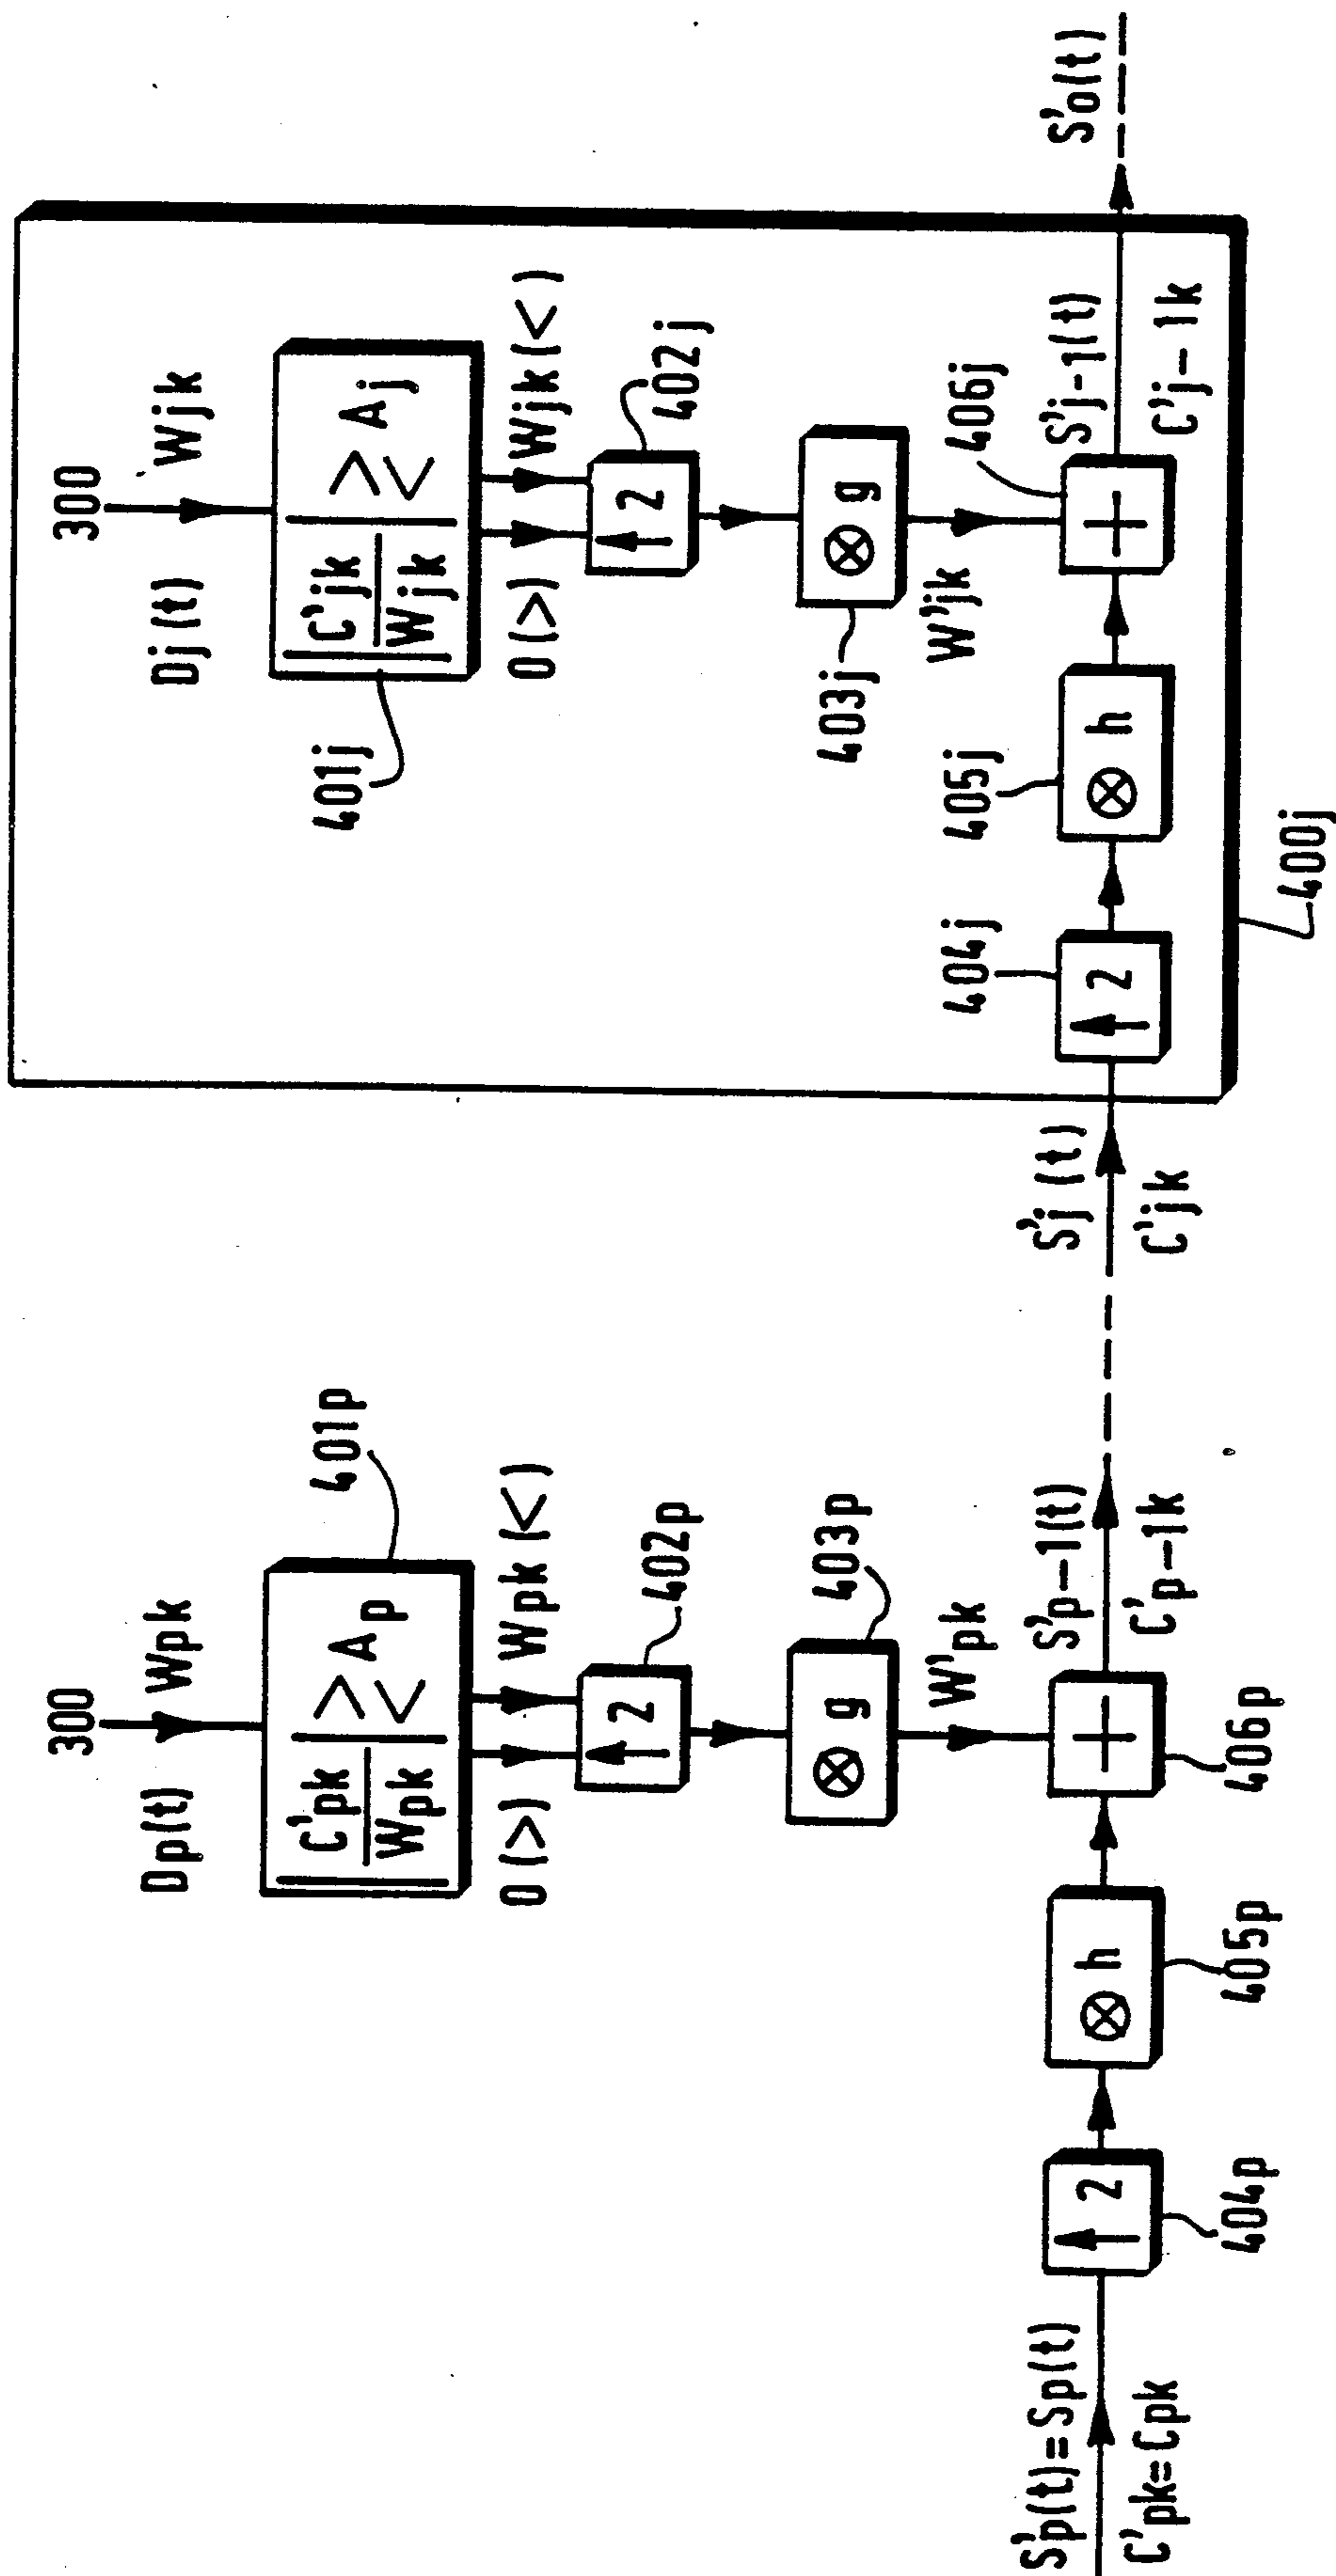 300
Dp(t) Wpk
C'pk
Wpk
> Ap
<
401p
0(>) Wpk(<)
↑2
402p
⊗ g
403p
W'pk
S'p(t)=Sp(t)
C'pk=Cpk
↑2
404p
⊗ h
405p
+
406p
S'p-1(t)
C'p-1k
300
Dj(t) Wjk
C'jk
Wjk
> Aj
<
401j
0(>) Wjk(<)
↑2
402j
⊗ g
403j
W'jk
S'j(t)
C'jk
404j
↑2
405j
⊗ h
406j
+
S'j-1(t)
C'j-1k
S'o(t)
400j